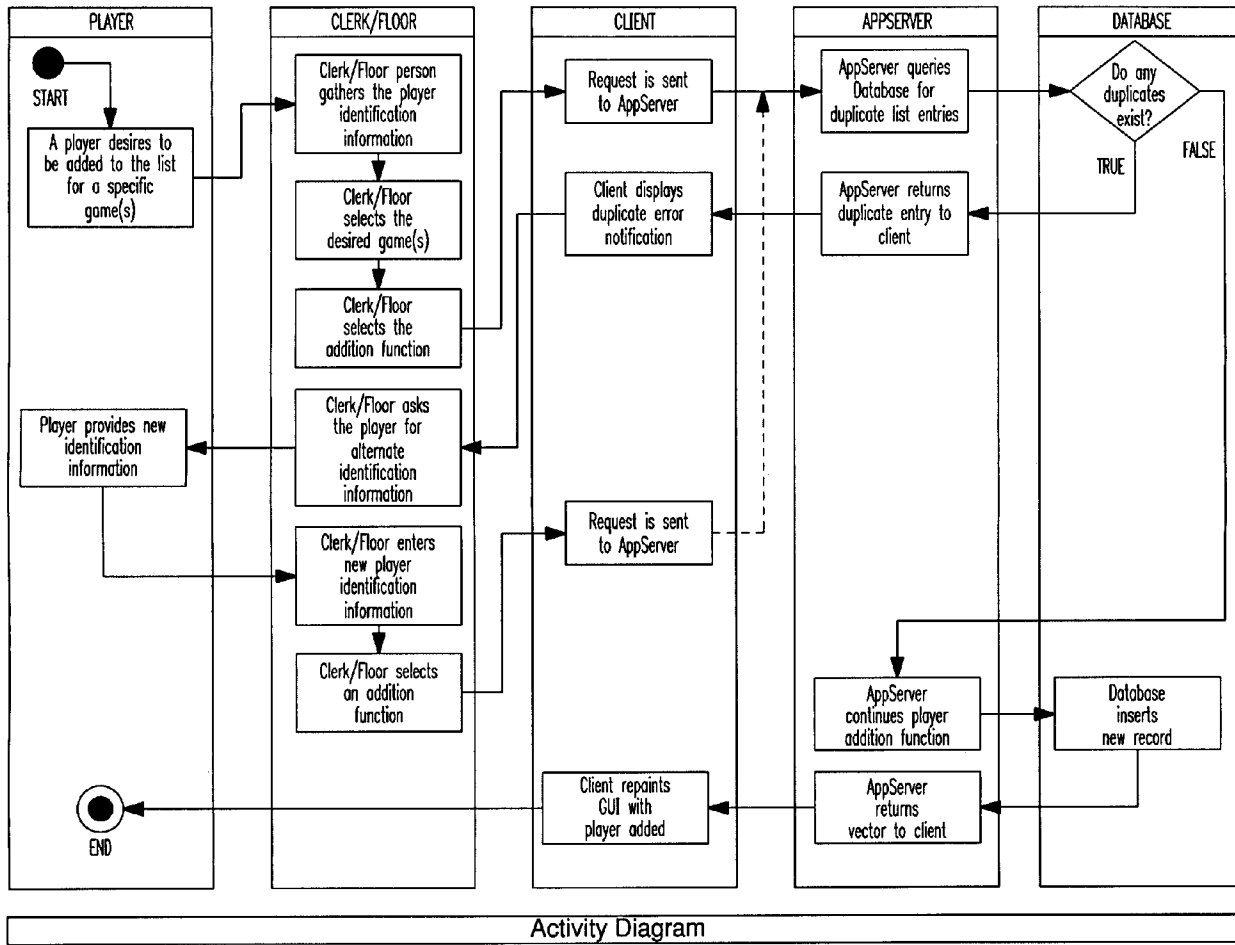 PLAYER
CLERK/FLOOR
CLIENT
APPSERVER
DATABASE
START
A player desires to
be added to the list
for a specific
game(s)
Clerk/Floor person
gathers the player
identification
information
Clerk/Floor
selects the
desired game(s)
Clerk/Floor
selects the
addition function
Request is sent
to AppServer
AppServer queries
Database for
duplicate list entries
Do any
duplicates
exist?
TRUE
FALSE
AppServer returns
duplicate entry to
client
Client displays
duplicate error
notification
Clerk/Floor asks
the player for
alternate
identification
information
Player provides new
identification
information
Clerk/Floor enters
new player
identification
information
Clerk/Floor selects
an addition
function
Request is sent
to AppServer
AppServer
continues player
addition function
Database
inserts
new record
AppServer
returns
vector to client
Client repaints
GUI with
player added
END
Activity Diagram